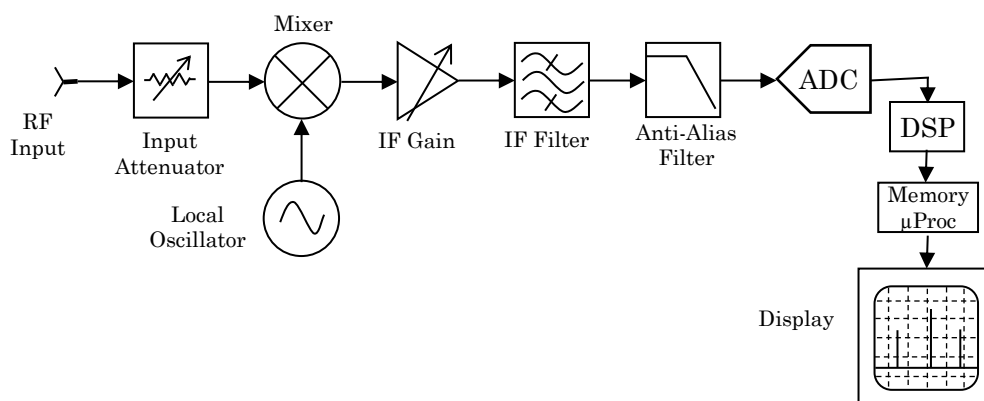 Mixer
RF
Input
Input
Attenuator
Local
Oscillator
IF Gain
IF Filter
Anti-Alias
Filter
ADC
DSP
Memory
µProc
Display